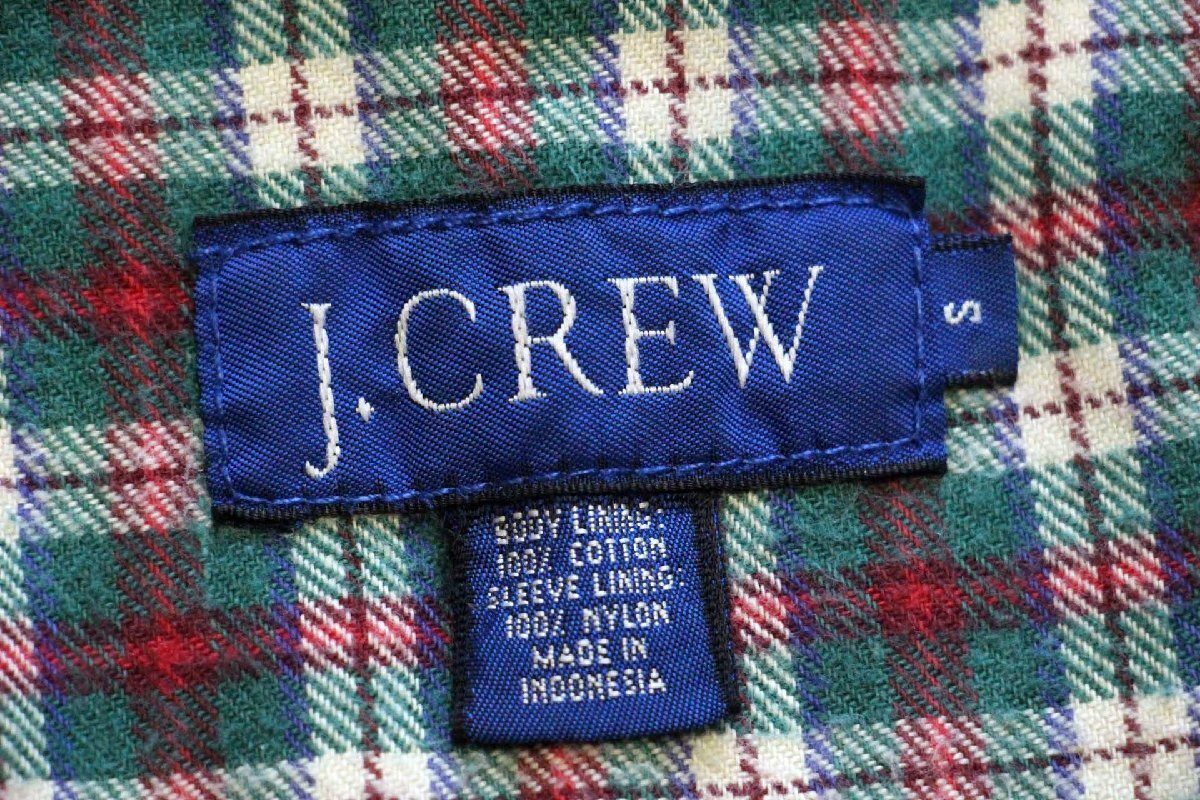 J.CREW
S
BODY LINING:
100% COTTON
SLEEVE LINING
100% NYLON
MADE IN
INDONESIA